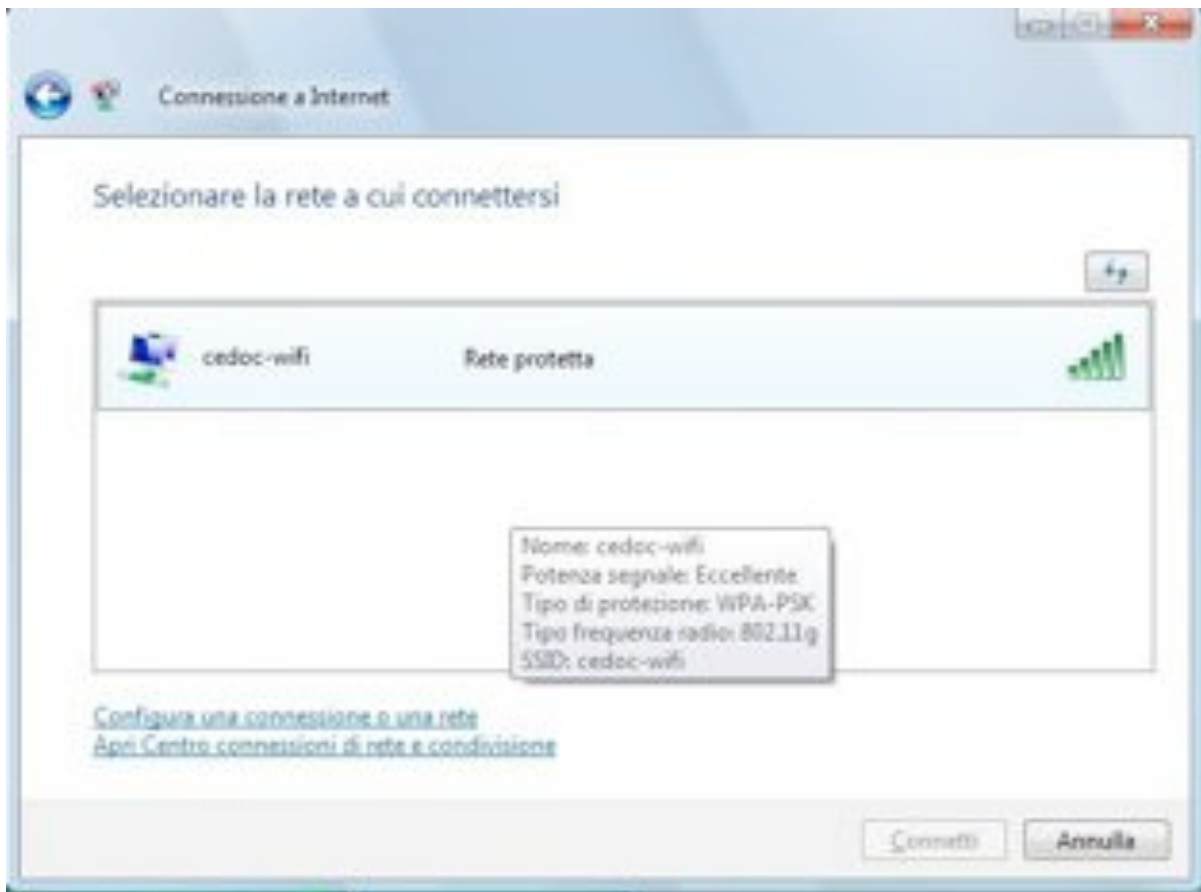 Connessione a Internet
Selezionare la rete a cui connettersi
cedoc-wifi Rete protetta
Nome: cedoc-wifi
Potenza segnale: Eccellente
Tipo di protezione: WPA-PSK
Tipo frequenza radio: 802.11g
SSID: cedoc-wifi
Configura una connessione o una rete
Apri Centro connessioni di rete e condivisione
Connetti Annulla